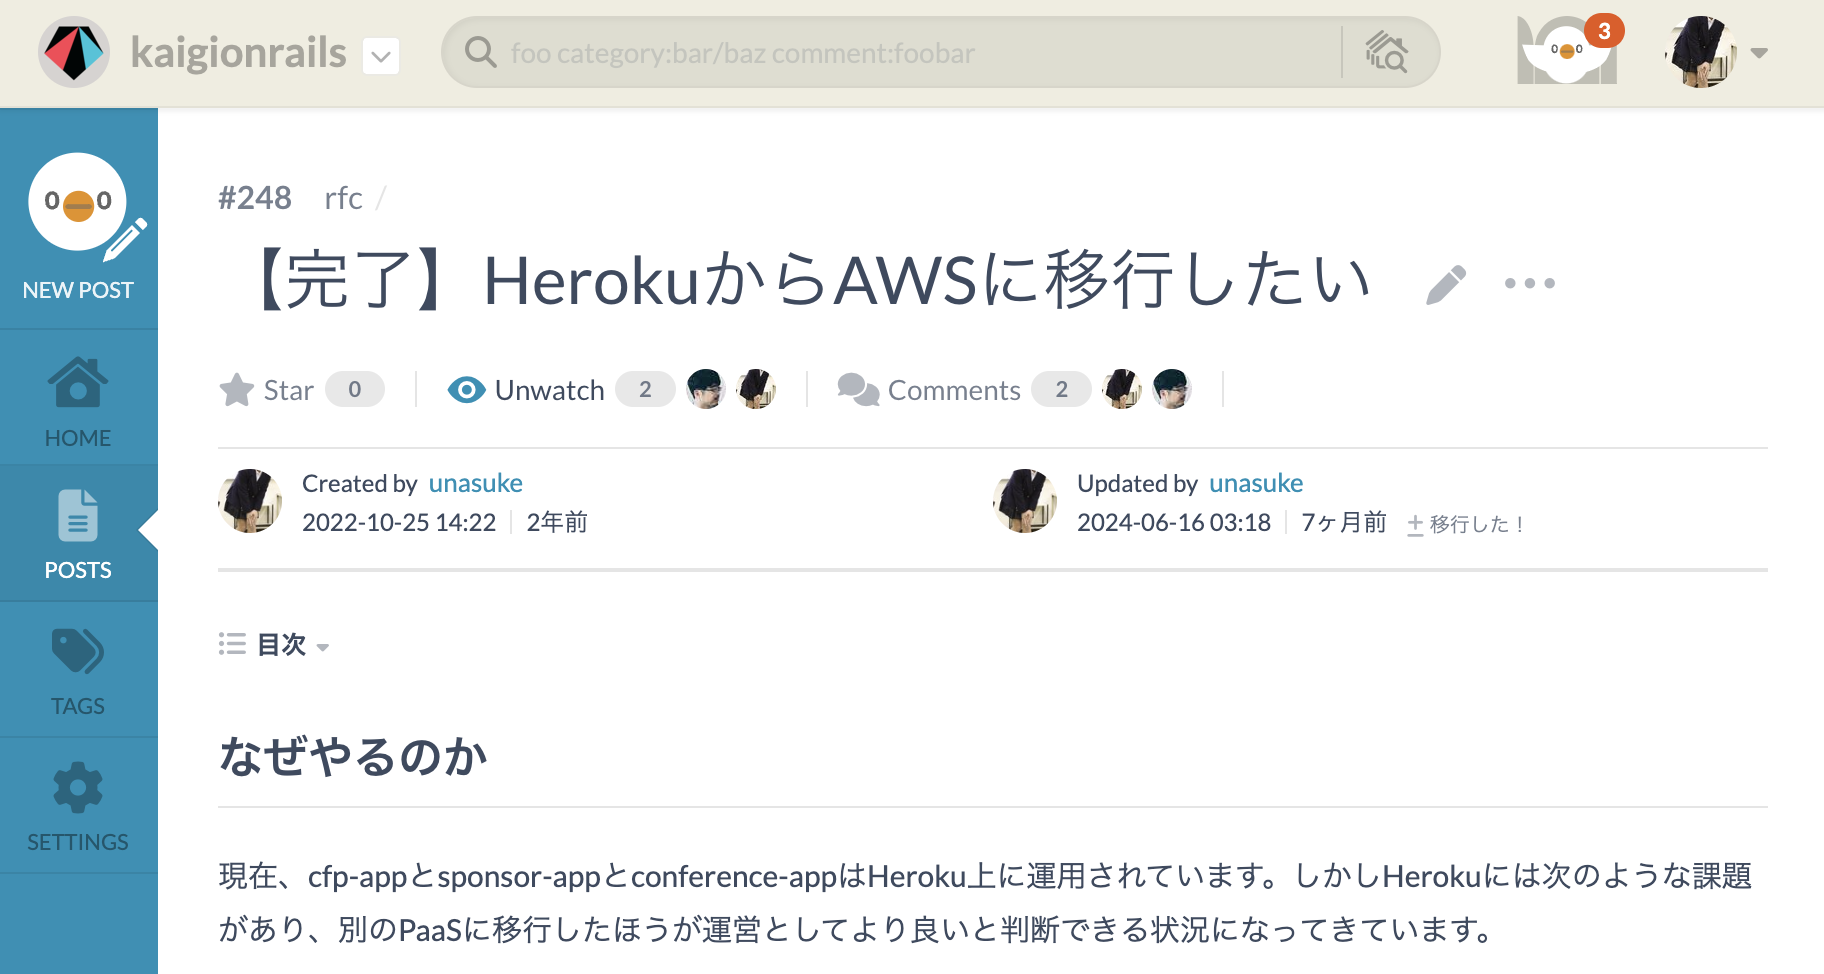 kaigionrails
foo category:bar/baz comment:foobar
3
NEW POST
HOME
POSTS
TAGS
SETTINGS
#248 rfc /
【完了】HerokuからAWSに移行したい
Star 0 Unwatch 2 Comments 2
Created by unasuke
2022-10-25 14:22 2年前
Updated by unasuke
2024-06-16 03:18 7ヶ月前 移行した！
目次
なぜやるのか
現在、cfp-appとsponsor-appとconference-appはHeroku上に運用されています。しかしHerokuには次のような課題
があり、別のPaaSに移行したほうが運営としてより良いと判断できる状況になってきています。